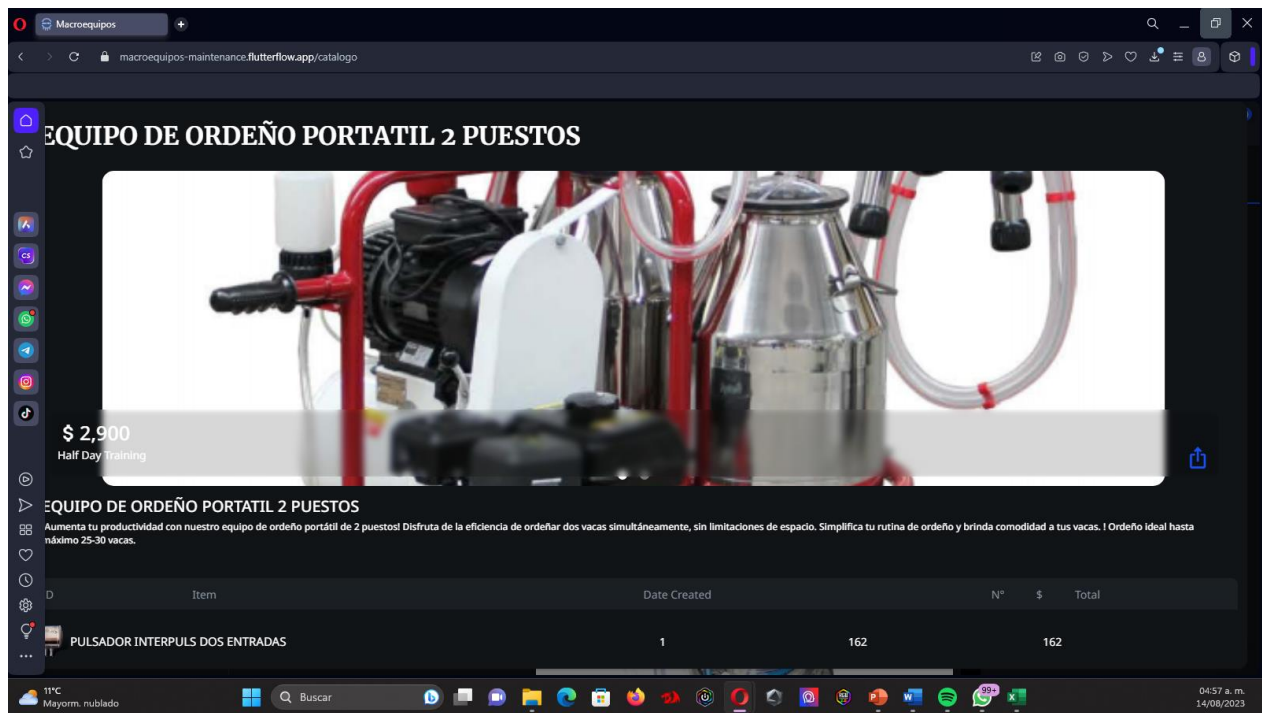 Macroequipos
macroequipos-maintenance.flutterflow.app/catalogo
EQUIPO DE ORDEÑO PORTATIL 2 PUESTOS
$ 2,900
Half Day Training
EQUIPO DE ORDEÑO PORTATIL 2 PUESTOS
Aumenta tu productividad con nuestro equipo de ordeño portátil de 2 puestos! Disfruta de la eficiencia de ordeñar dos vacas simultáneamente, sin limitaciones de espacio. Simplifica tu rutina de ordeño y brinda comodidad a tus vacas. ! Ordeño ideal hasta
máximo 25-30 vacas.
D Item Date Created N° $ Total
PULSADOR INTERPULS DOS ENTRADAS 1 162 162
11°C
Mayorm. nublado
Buscar
99+
04:57 a. m.
14/08/2023